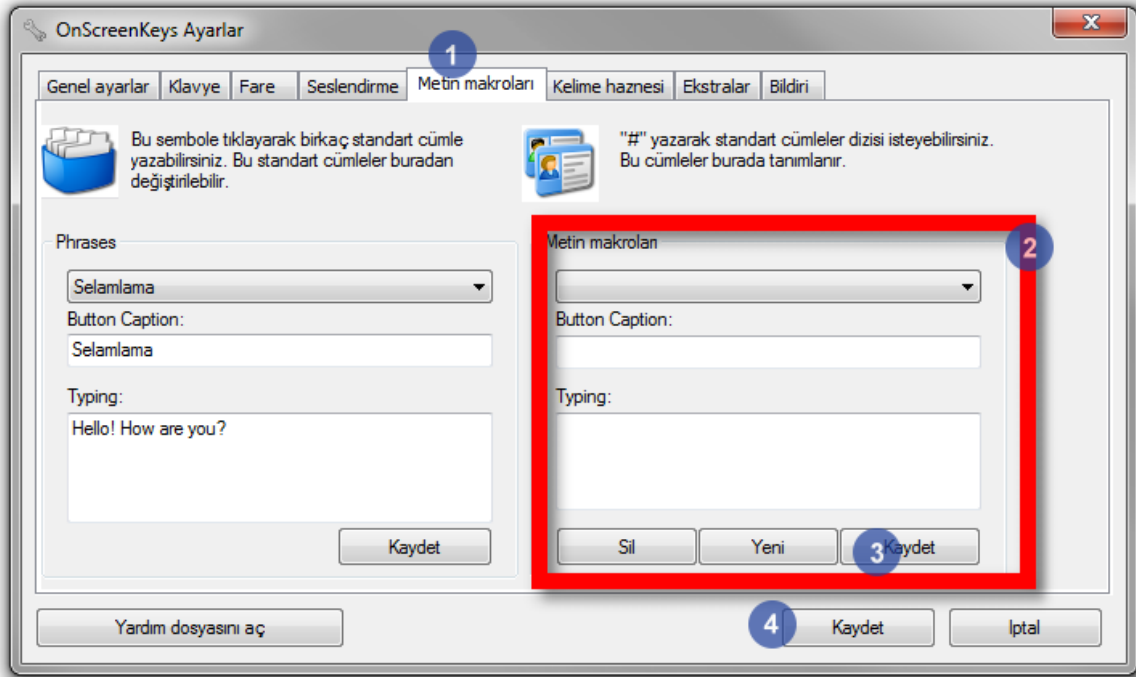 OnScreenKeys Ayarlar
1
Genel ayarlar Klavye Fare Seslendirme Metin makroları Kelime haznesi Ekstralar Bildiri
Bu sembole tıklayarak birkaç standart cümle
yazabilirsiniz. Bu standart cümleler buradan
değiştirilebilir.
"#" yazarak standart cümleler dizisi isteyebilirsiniz.
Bu cümleler burada tanımlanır.
Phrases
Selamlama
Button Caption:
Selamlama
Typing:
Hello! How are you?
Kaydet
Metin makroları
2
Button Caption:
Typing:
Sil Yeni 3 Kaydet
Yardım dosyasını aç 4 Kaydet Iptal